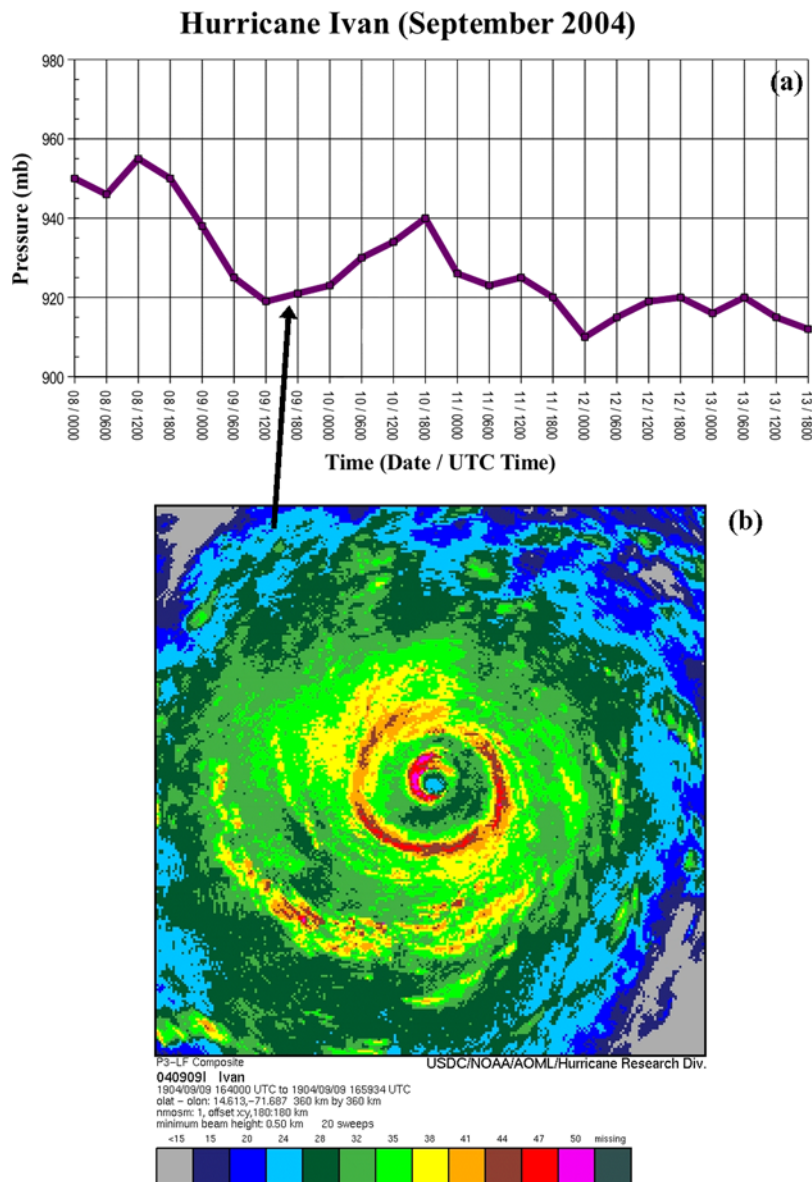 Hurricane Ivan (September 2004)
(a)
Pressure (mb)
980
960
940
920
900
08 / 0000
08 / 0600
08 / 1200
08 / 1800
09 / 0000
09 / 0600
09 / 1200
09 / 1800
10 / 0000
10 / 0600
10 / 1200
10 / 1800
11 / 0000
11 / 0600
11 / 1200
11 / 1800
12 / 0000
12 / 0600
12 / 1200
12 / 1800
13 / 0000
13 / 0600
13 / 1200
13 / 1800
Time (Date / UTC Time)
(b)
P3-LF Composite USDC/NOAA/AOML/Hurricane Research Div.
040909I Ivan
1904/09/09 164000 UTC to 1904/09/09 165934 UTC
olat - olon: 14.613,-71.687 360 km by 360 km
nmosm: 1, offset xy,180:180 km
minimum beam height: 0.50 km 20 sweeps
<15 15 20 24 28 32 35 38 41 44 47 50 missing